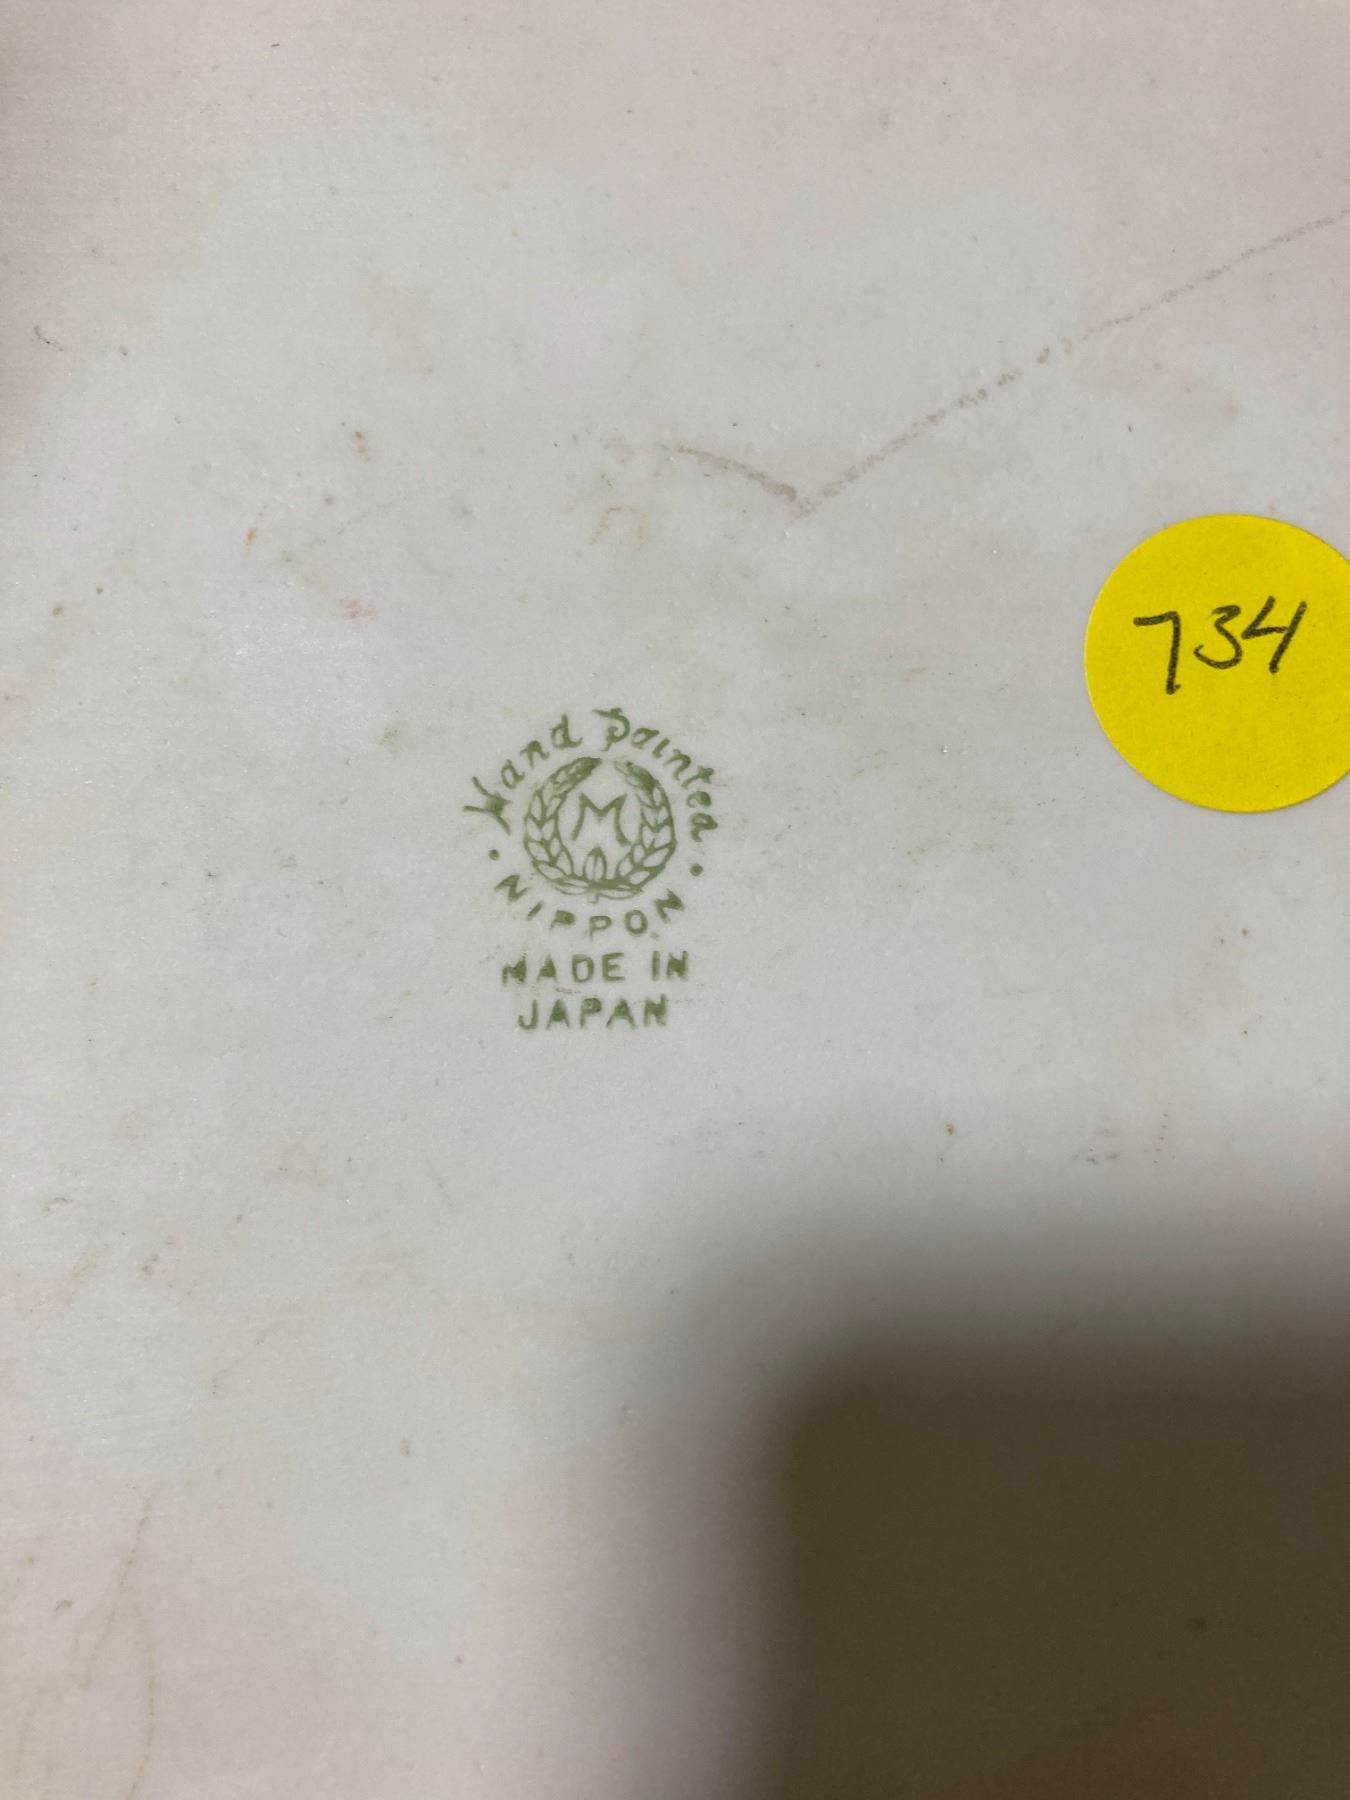 734
Hand Painted
M
• NIPPON •
MADE IN
JAPAN